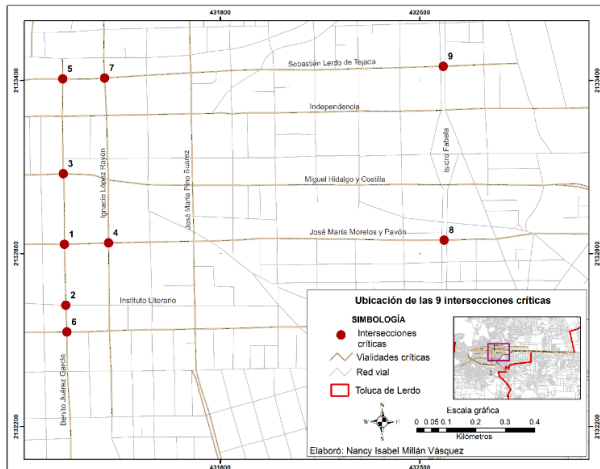 431800
432500
9
5
7
Sebastián Lerdo de Tejada
2133400
2133400
Independencia
Ignacio López Rayón
José María Pino Suárez
Isidro Fabela
3
Miguel Hidalgo y Costilla
1
4
José María Morelos y Pavón
8
2132800
2132800
2
Instituto Literario
6
Benito Juárez García
Ubicación de las 9 intersecciones críticas
SIMBOLOGÍA
Intersecciones
críticas
Vialidades críticas
Red vial
Toluca de Lerdo
Escala gráfica
0 0.05 0.1 0.2 0.3 0.4
Kilómetros
N
Elaboró: Nancy Isabel Millán Vásquez
2132200
2132200
431800
432500